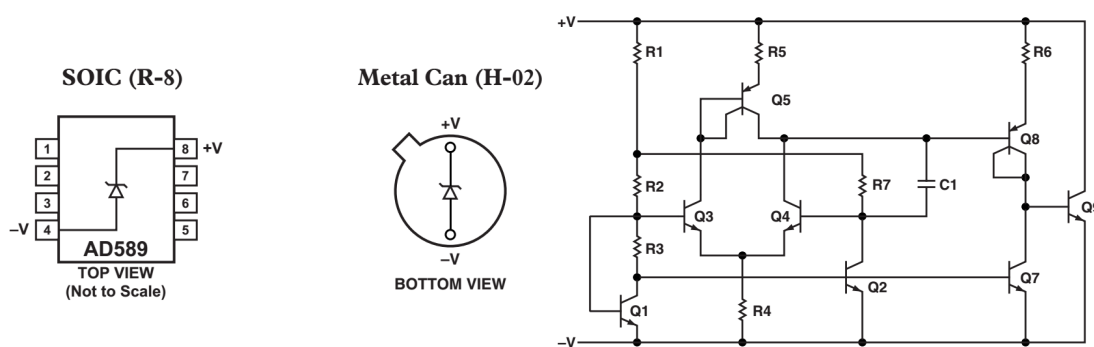 SOIC (R-8)
1
2
3
–V 4
8 +V
7
6
5
AD589
TOP VIEW
(Not to Scale)
Metal Can (H-02)
+V
–V
BOTTOM VIEW
+V
R1
R5
R6
Q5
Q8
R2
R7
C1
Q3
Q4
Q9
R3
Q1
R4
Q2
Q7
–V